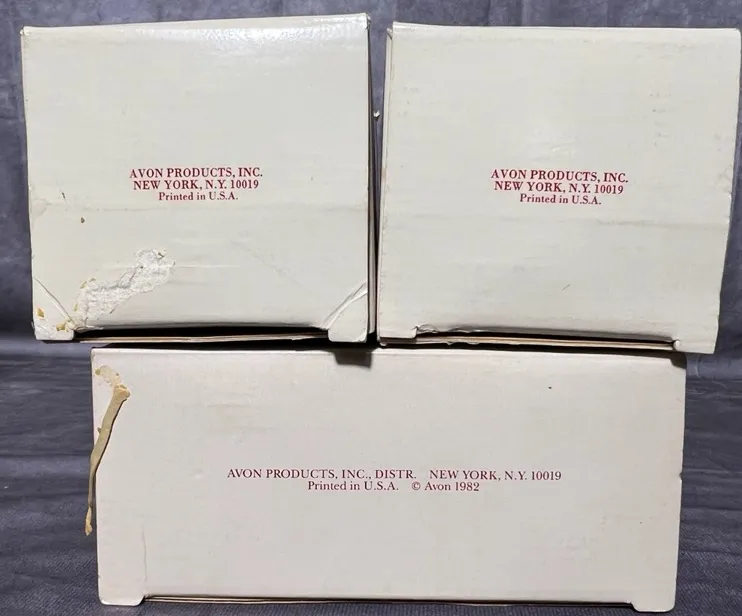 AVON PRODUCTS, INC.
NEW YORK, N.Y. 10019
Printed in U.S.A.
AVON PRODUCTS, INC.
NEW YORK, N.Y. 10019
Printed in U.S.A.
AVON PRODUCTS, INC., DISTR. NEW YORK, N.Y. 10019
Printed in U.S.A. © Avon 1982